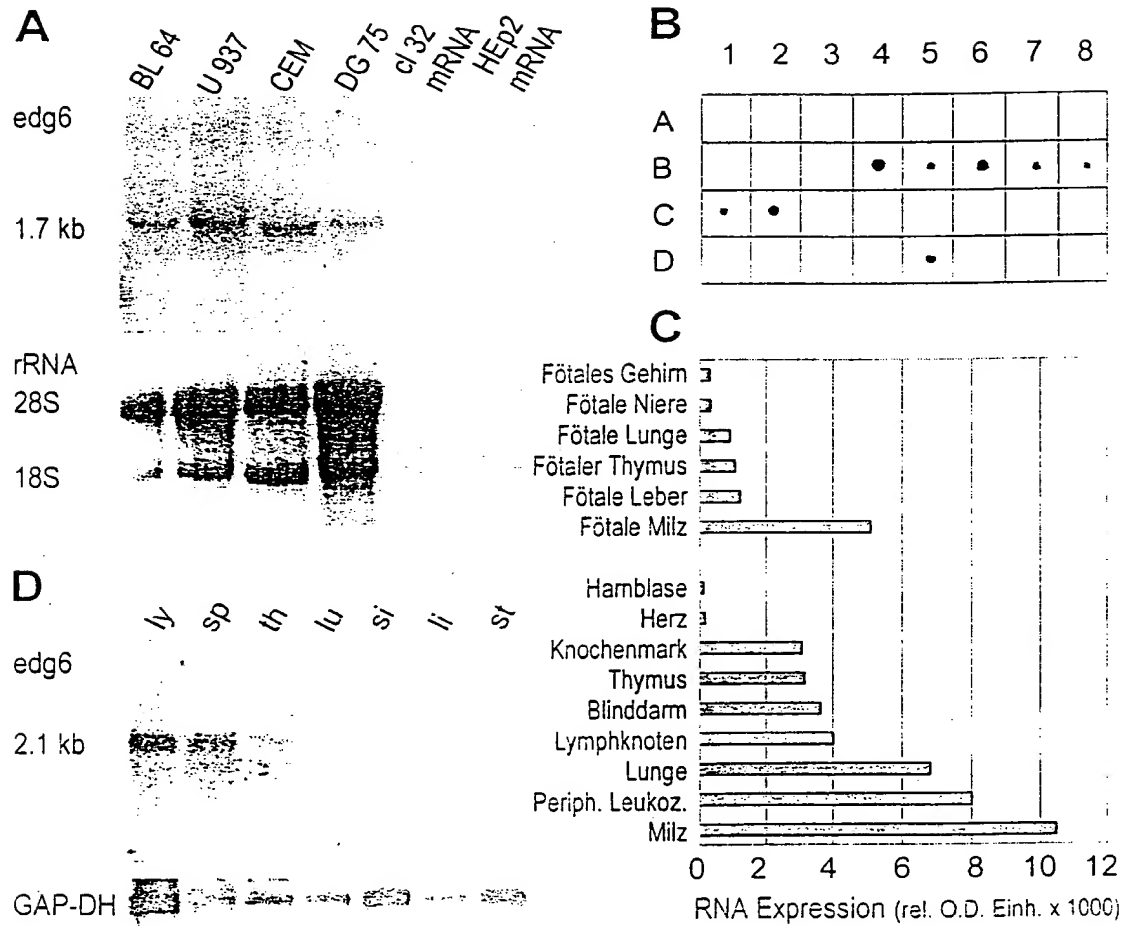 A
BL 64
U 937
CEM
DG 75
cl 32
mRNA
HEp2
mRNA
edg6
1.7 kb
rRNA
28S
18S
B
1 2 3 4 5 6 7 8
A
B
C
D
C
Fötales Gehirn
Fötale Niere
Fötale Lunge
Fötaler Thymus
Fötale Leber
Fötale Milz
Harnblase
Herz
Knochenmark
Thymus
Blinddarm
Lymphknoten
Lunge
Periph. Leukoz.
Milz
0 2 4 6 8 10 12
RNA Expression (rel. O.D. Einh. x 1000)
D
ly sp th lu si li st
edg6
2.1 kb
GAP-DH